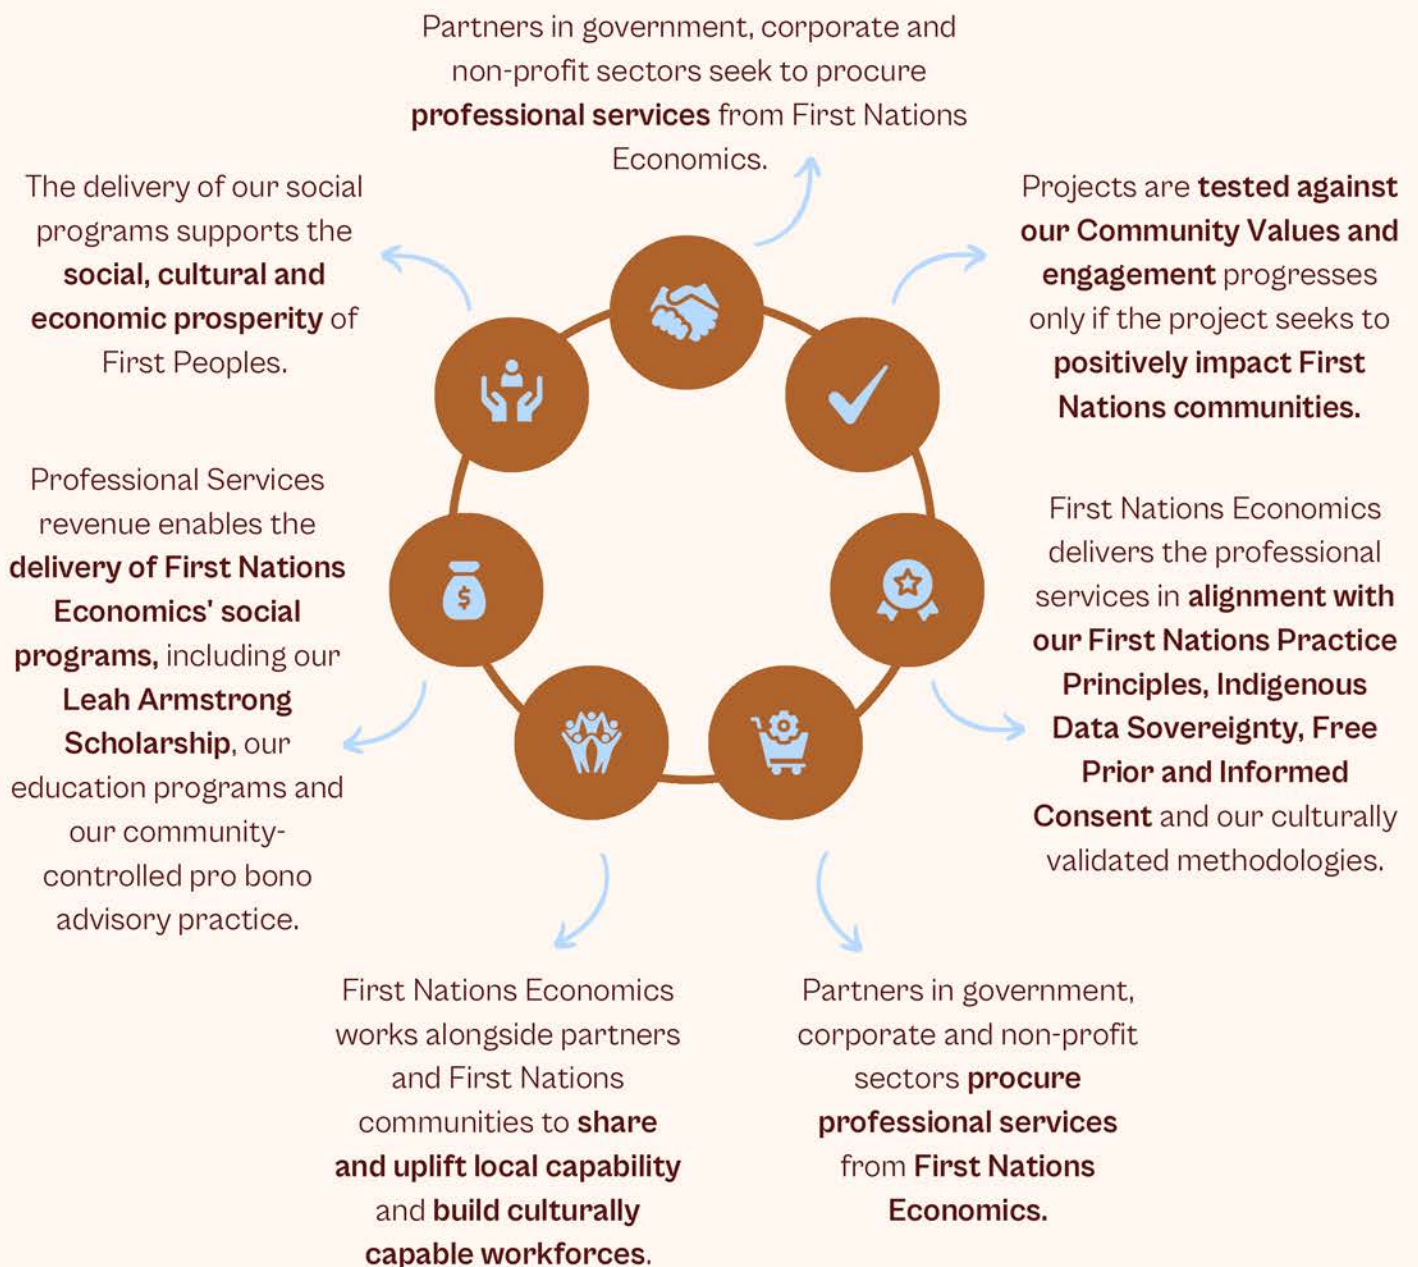 Partners in government, corporate and
non-profit sectors seek to procure
professional services from First Nations
Economics.
Projects are tested against
our Community Values and
engagement progresses
only if the project seeks to
positively impact First
Nations communities.
First Nations Economics
delivers the professional
services in alignment with
our First Nations Practice
Principles, Indigenous
Data Sovereignty, Free
Prior and Informed
Consent and our culturally
validated methodologies.
Partners in government,
corporate and non-profit
sectors procure
professional services
from First Nations
Economics.
First Nations Economics
works alongside partners
and First Nations
communities to share
and uplift local capability
and build culturally
capable workforces.
Professional Services
revenue enables the
delivery of First Nations
Economics' social
programs, including our
Leah Armstrong
Scholarship, our
education programs and
our community-
controlled pro bono
advisory practice.
The delivery of our social
programs supports the
social, cultural and
economic prosperity of
First Peoples.
$